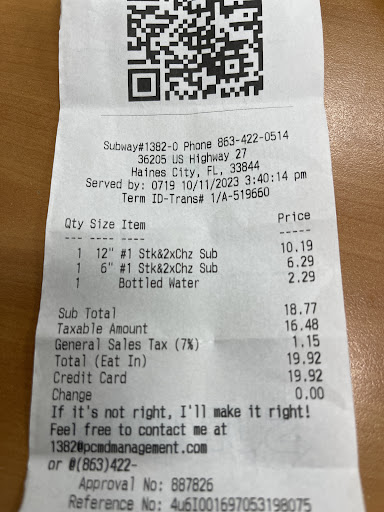 Subway#1382-0 Phone 863-422-0514
36205 US Highway 27
Haines City, FL, 33844
Served by: 0719 10/11/2023 3:40:14 pm
Term ID-Trans# 1/A-519660
Qty Size Item Price
--- ---- ---- -----
1 12" #1 Stk&2xChz Sub 10.19
1 6" #1 Stk&2xChz Sub 6.29
1 Bottled Water 2.29
Sub Total 18.77
Taxable Amount 16.48
General Sales Tax (7%) 1.15
Total (Eat In) 19.92
Credit Card 19.92
Change 0.00
If it's not right, I'll make it right!
Feel free to contact me at
1382@pcmdmanagement.com
or #(863)422-
Approval No: 887826
Reference No: 4u6I001697053198075